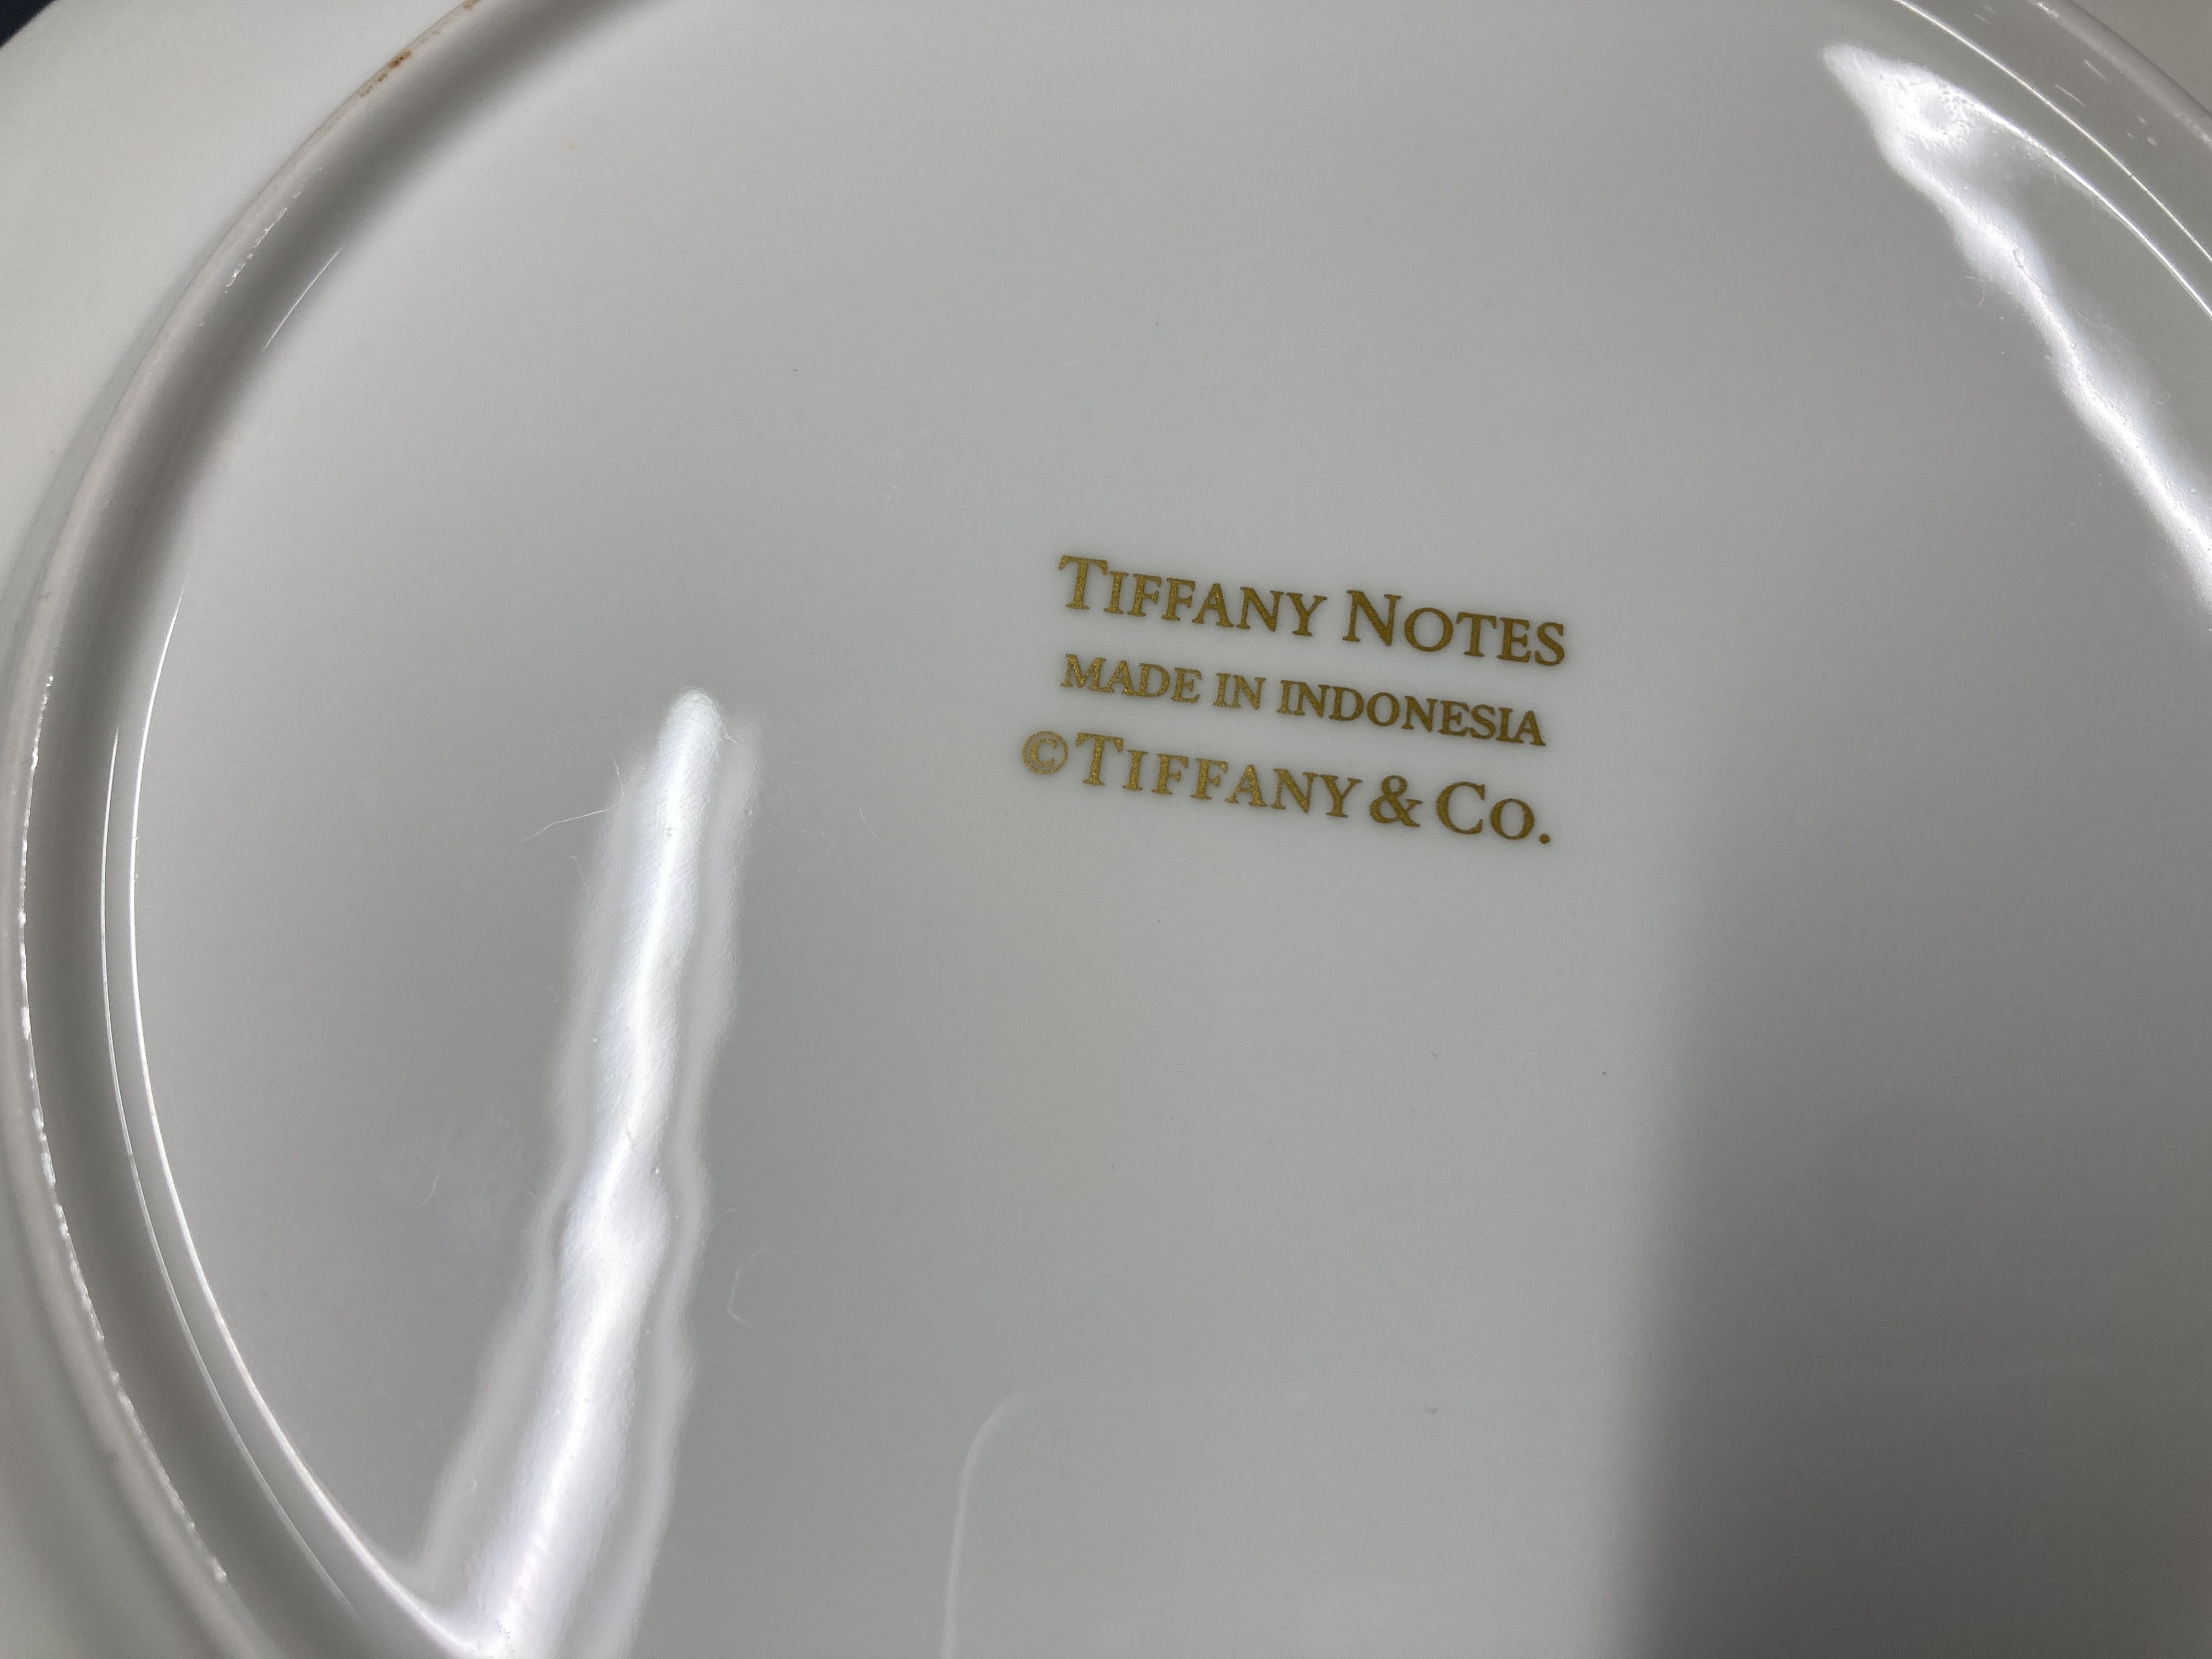 TIFFANY NOTES
MADE IN INDONESIA
©TIFFANY & CO.